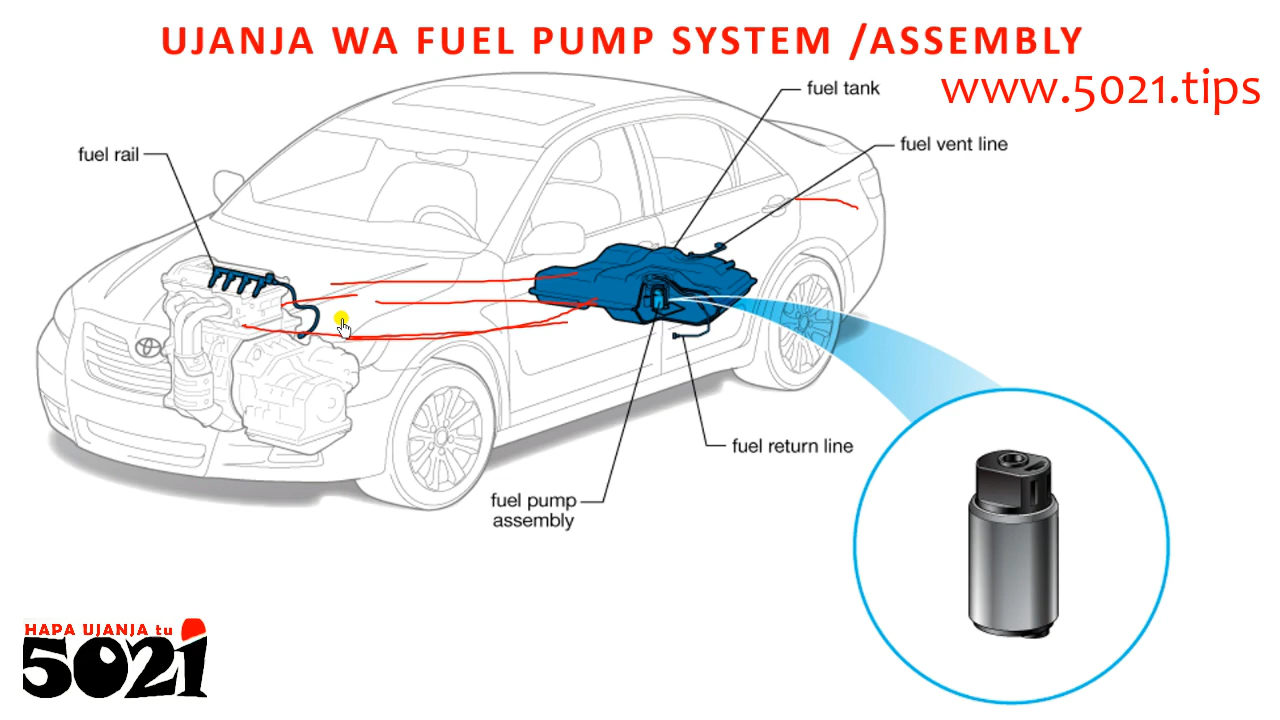 UJANJA WA FUEL PUMP SYSTEM /ASSEMBLY
www.5021.tips
fuel tank
fuel vent line
fuel rail
fuel return line
fuel pump
assembly
HAPA UJANJA tu
5021